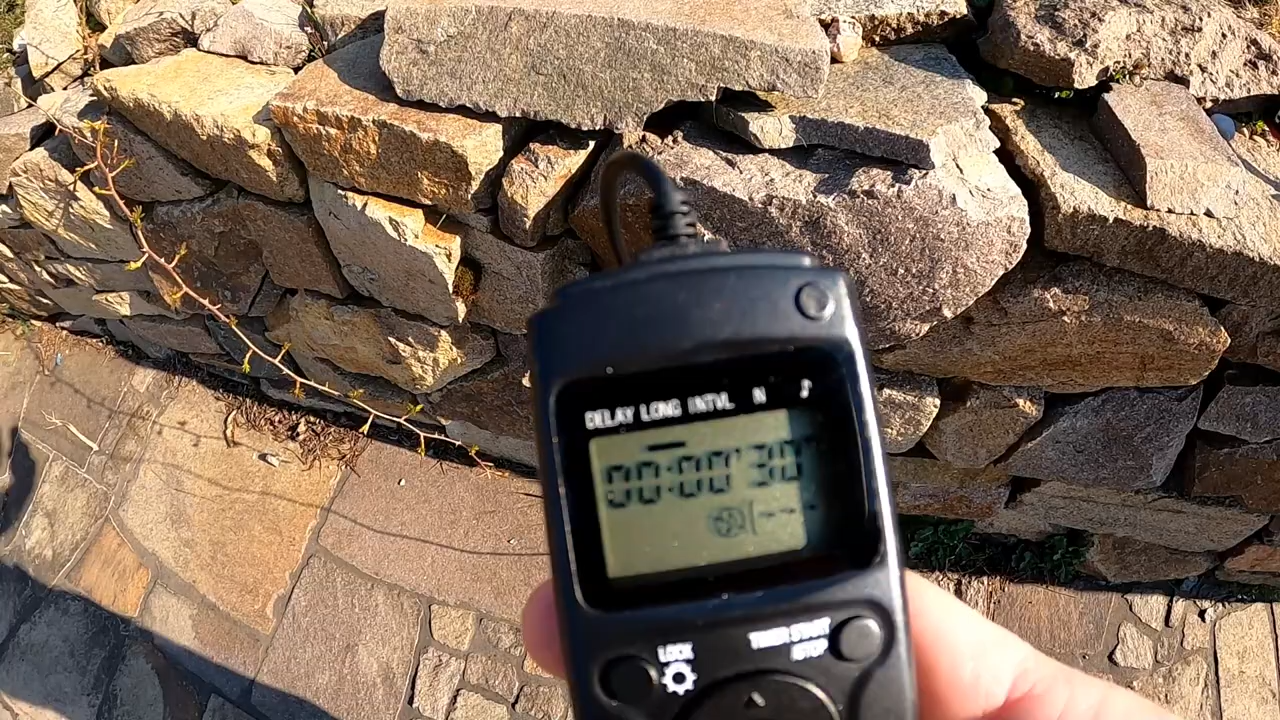 DELAY LONG INTVL N
00:00'30"
LOCK
TIMER START
/STOP